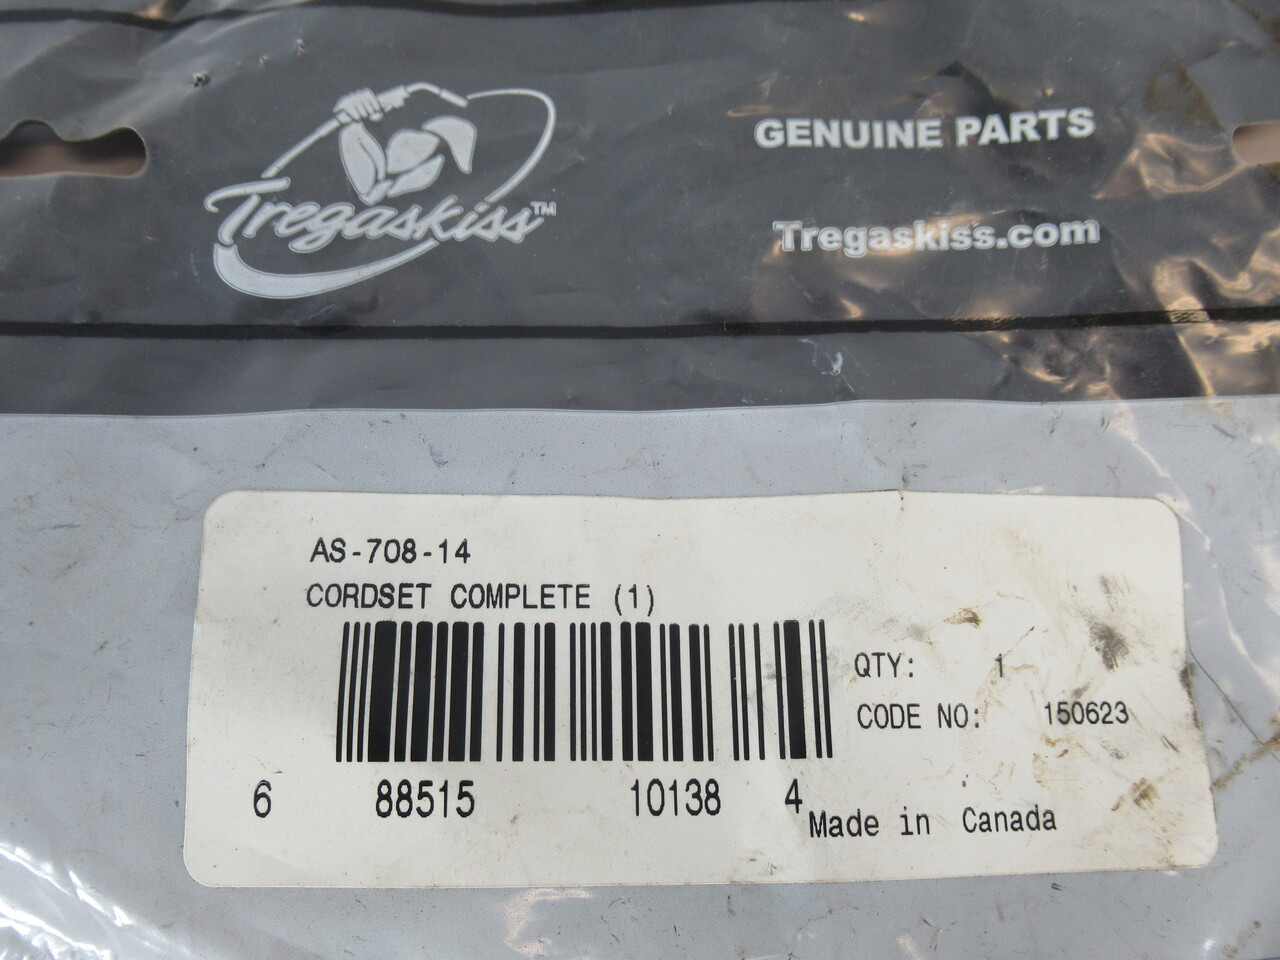 Tregaskiss™
GENUINE PARTS
Tregaskiss.com
AS-708-14
CORDSET COMPLETE (1)
QTY: 1
CODE NO: 150623
6 88515 10138 4
Made in Canada